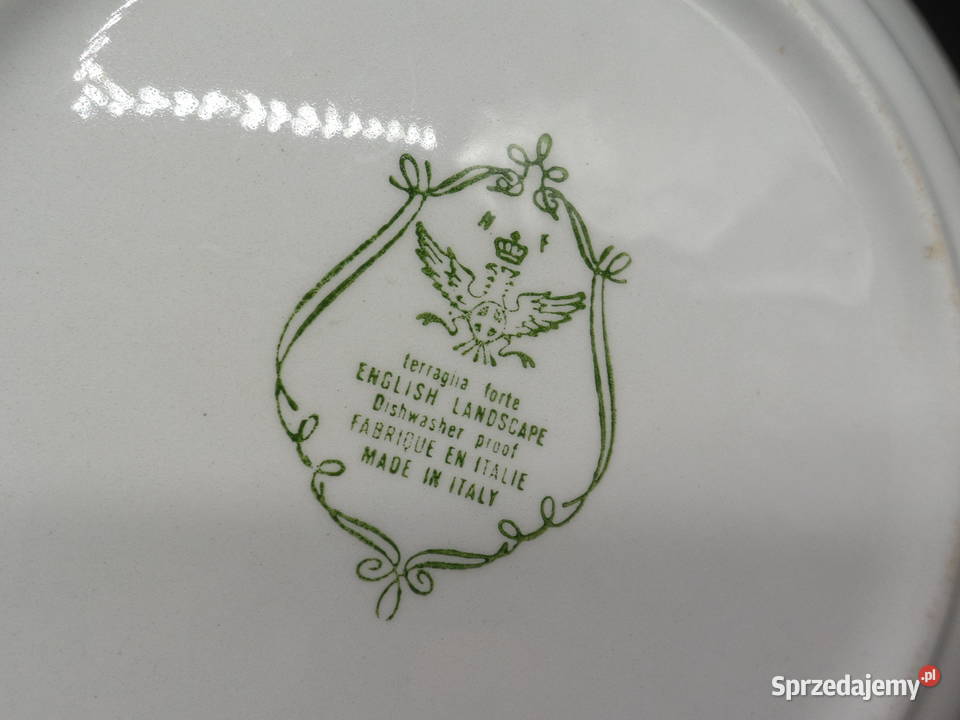 H F
terraglia forte
ENGLISH LANDSCAPE
Dishwasher proof
FABRIQUE EN ITALIE
MADE IN ITALY
Sprzedajemy.pl